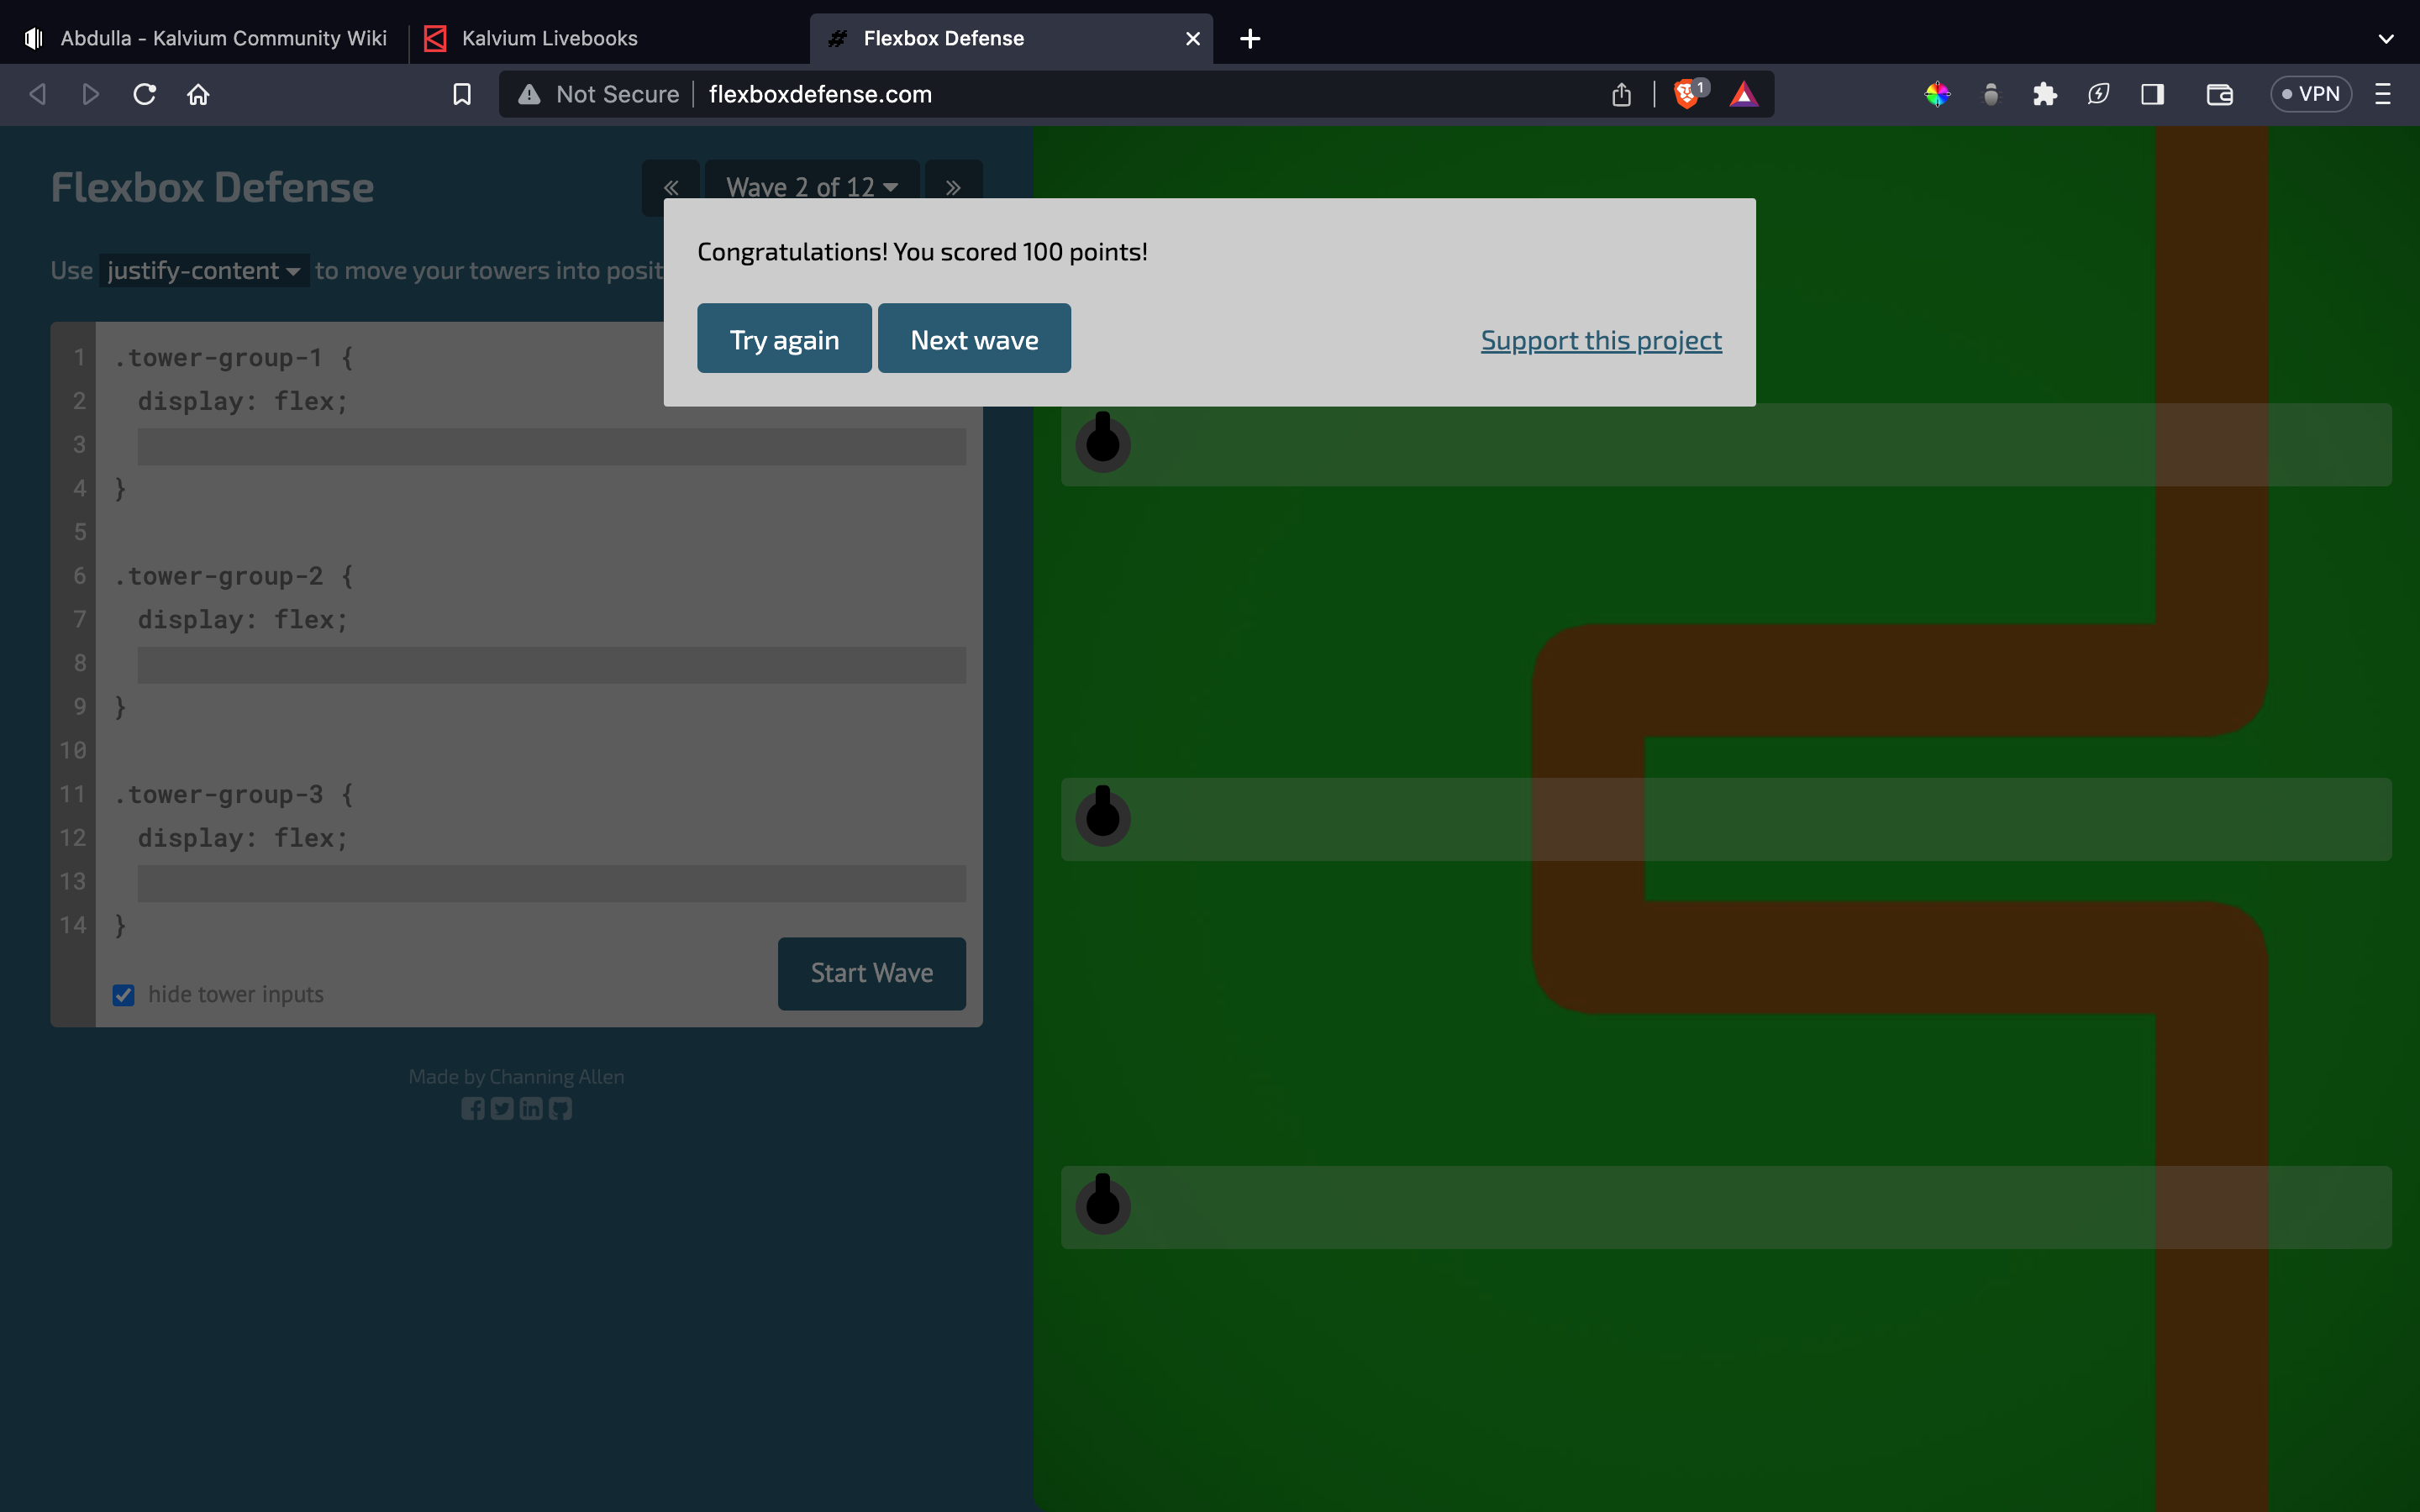 Abdulla - Kalvium Community Wiki
Kalvium Livebooks
Flexbox Defense
Not Secure
flexboxdefense.com
1
VPN
Flexbox Defense
« Wave 2 of 12 »
Use justify-content to move your towers into posit
Congratulations! You scored 100 points!
Try again
Next wave
Support this project
1 .tower-group-1 {
2 display: flex;
3
4 }
5
6 .tower-group-2 {
7 display: flex;
8
9 }
10
11 .tower-group-3 {
12 display: flex;
13
14 }
hide tower inputs
Start Wave
Made by Channing Allen